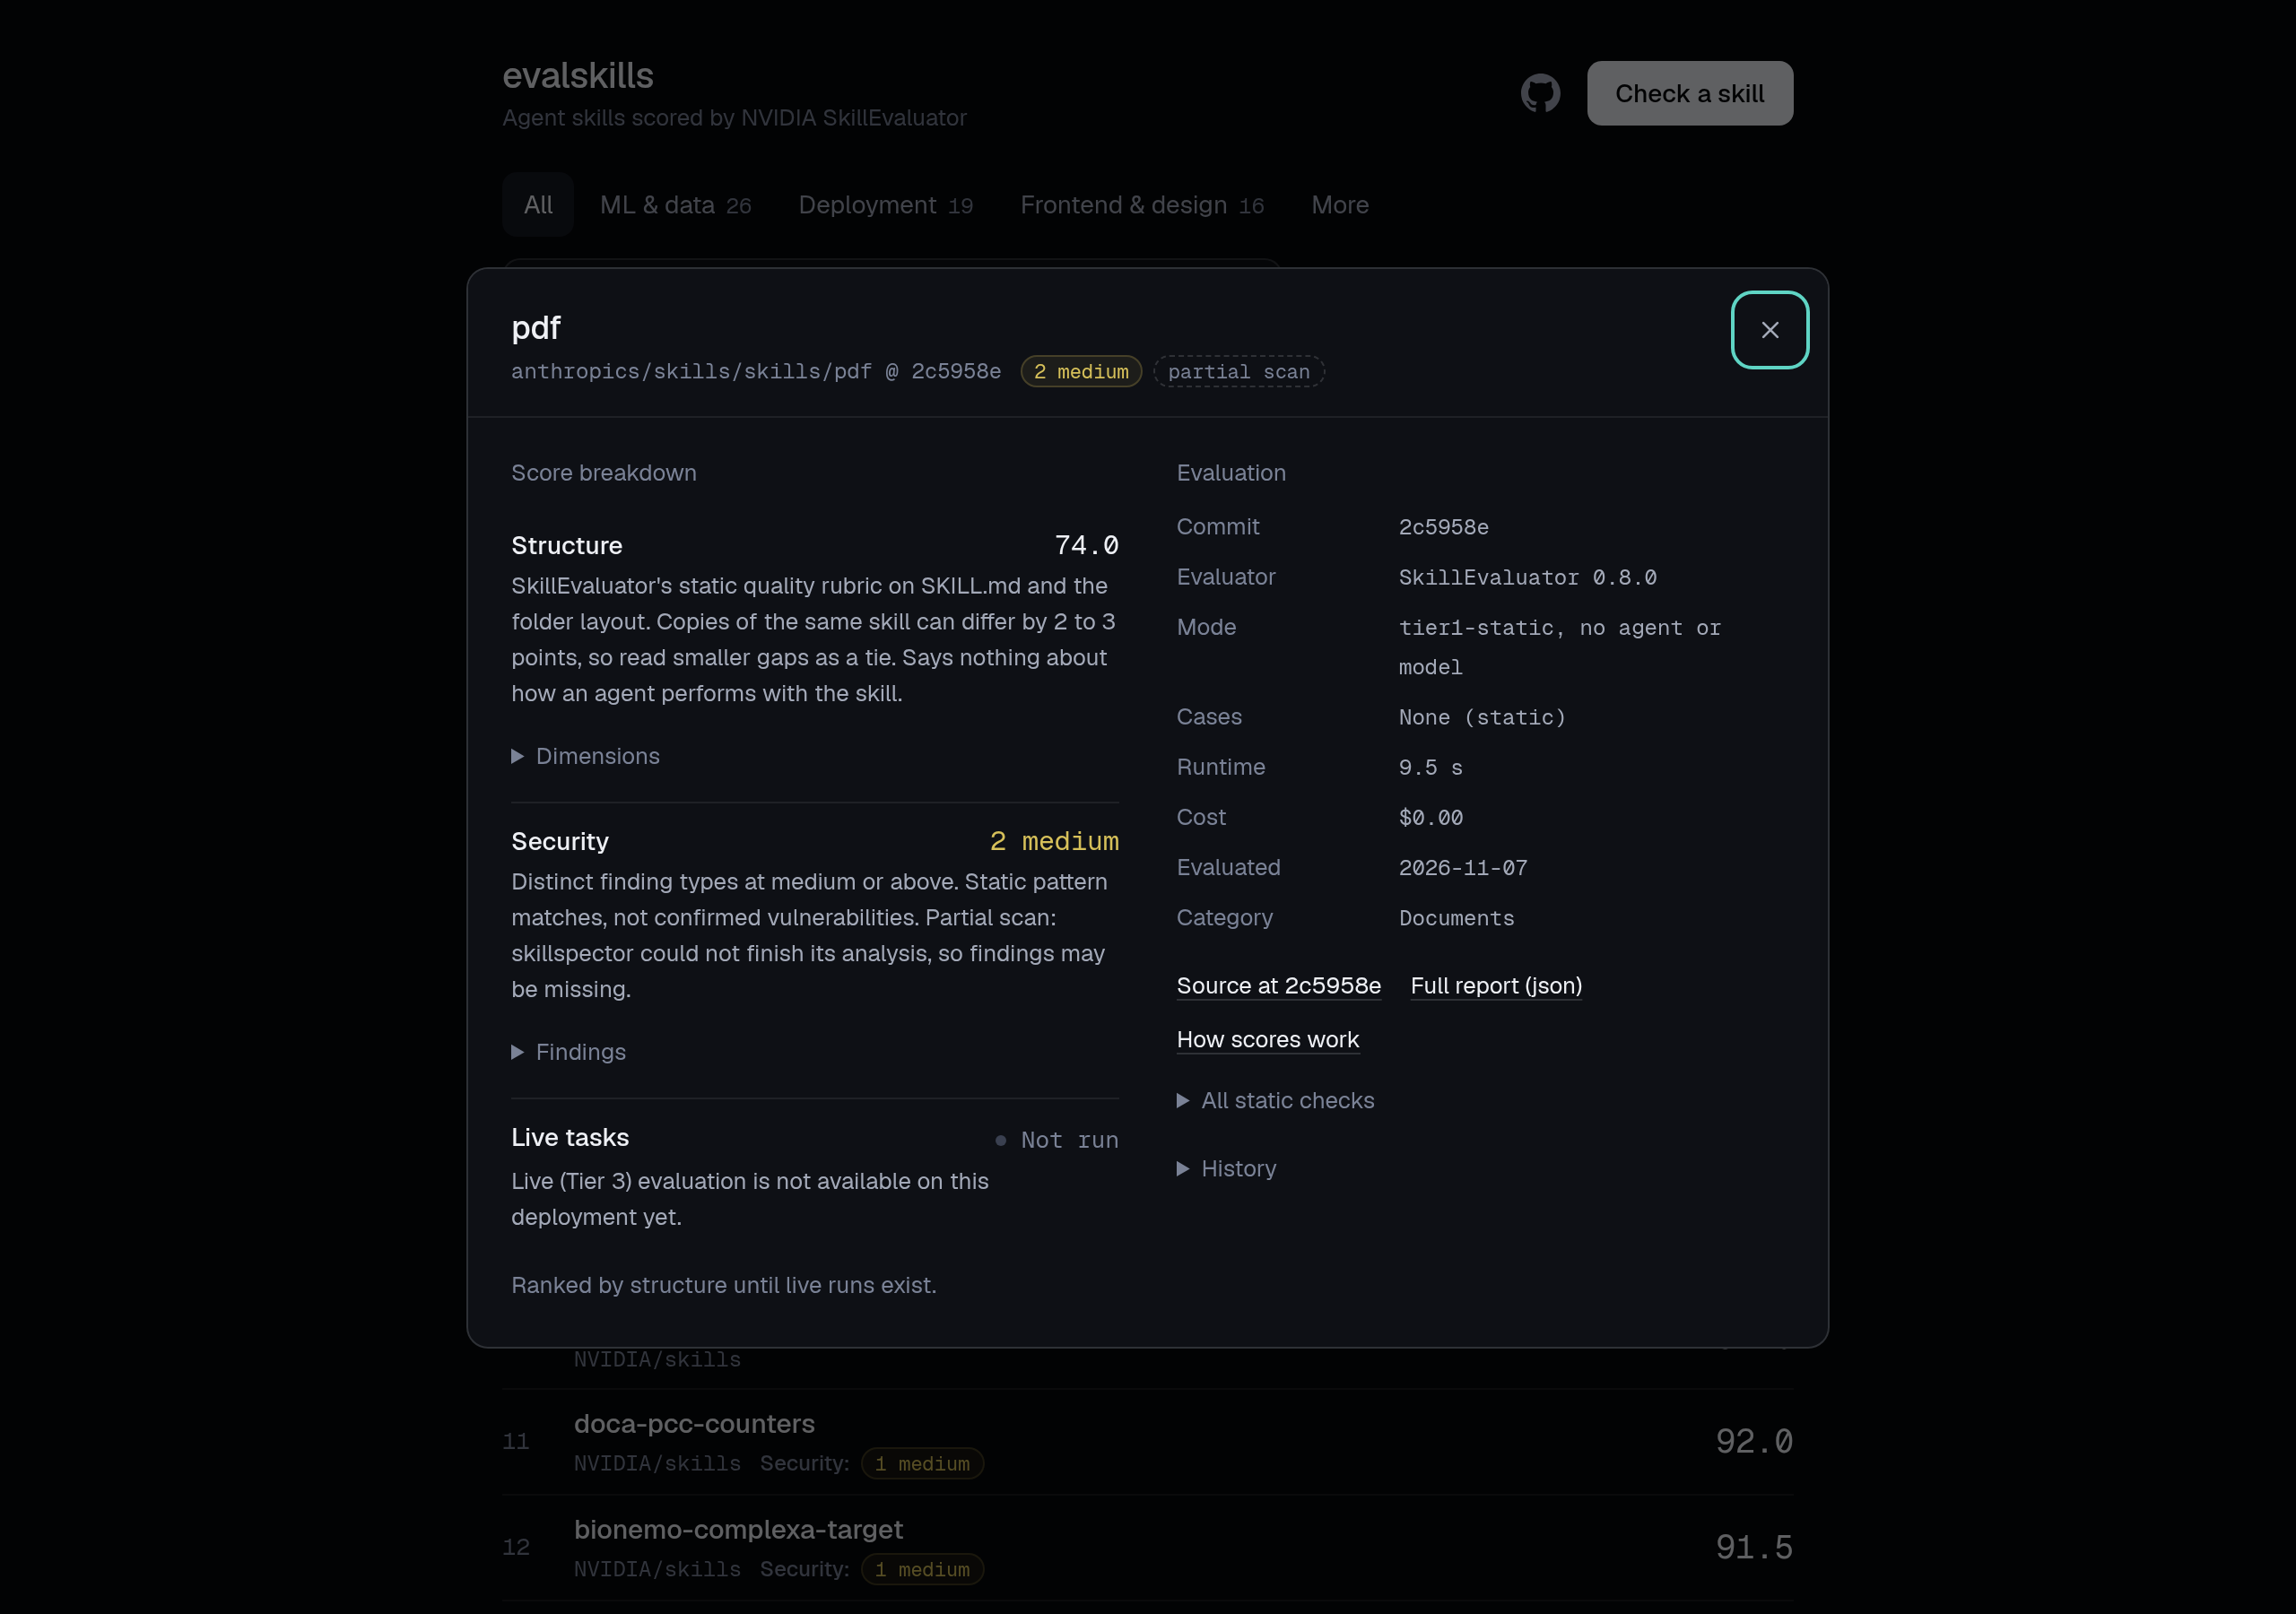 evalskills
Agent skills scored by NVIDIA SkillEvaluator
Check a skill
All
ML & data 26
Deployment 19
Frontend & design 16
More
pdf
anthropics/skills/skills/pdf @ 2c5958e
2 medium
partial scan
Score breakdown
Structure 74.0
SkillEvaluator's static quality rubric on SKILL.md and the
folder layout. Copies of the same skill can differ by 2 to 3
points, so read smaller gaps as a tie. Says nothing about
how an agent performs with the skill.
Dimensions
Security 2 medium
Distinct finding types at medium or above. Static pattern
matches, not confirmed vulnerabilities. Partial scan:
skillspector could not finish its analysis, so findings may
be missing.
Findings
Live tasks Not run
Live (Tier 3) evaluation is not available on this
deployment yet.
Ranked by structure until live runs exist.
Evaluation
Commit 2c5958e
Evaluator SkillEvaluator 0.8.0
Mode tier1-static, no agent or
model
Cases None (static)
Runtime 9.5 s
Cost $0.00
Evaluated 2026-11-07
Category Documents
Source at 2c5958e Full report (json)
How scores work
All static checks
History
NVIDIA/skills
11 doca-pcc-counters 92.0
NVIDIA/skills Security: 1 medium
12 bionemo-complexa-target 91.5
NVIDIA/skills Security: 1 medium